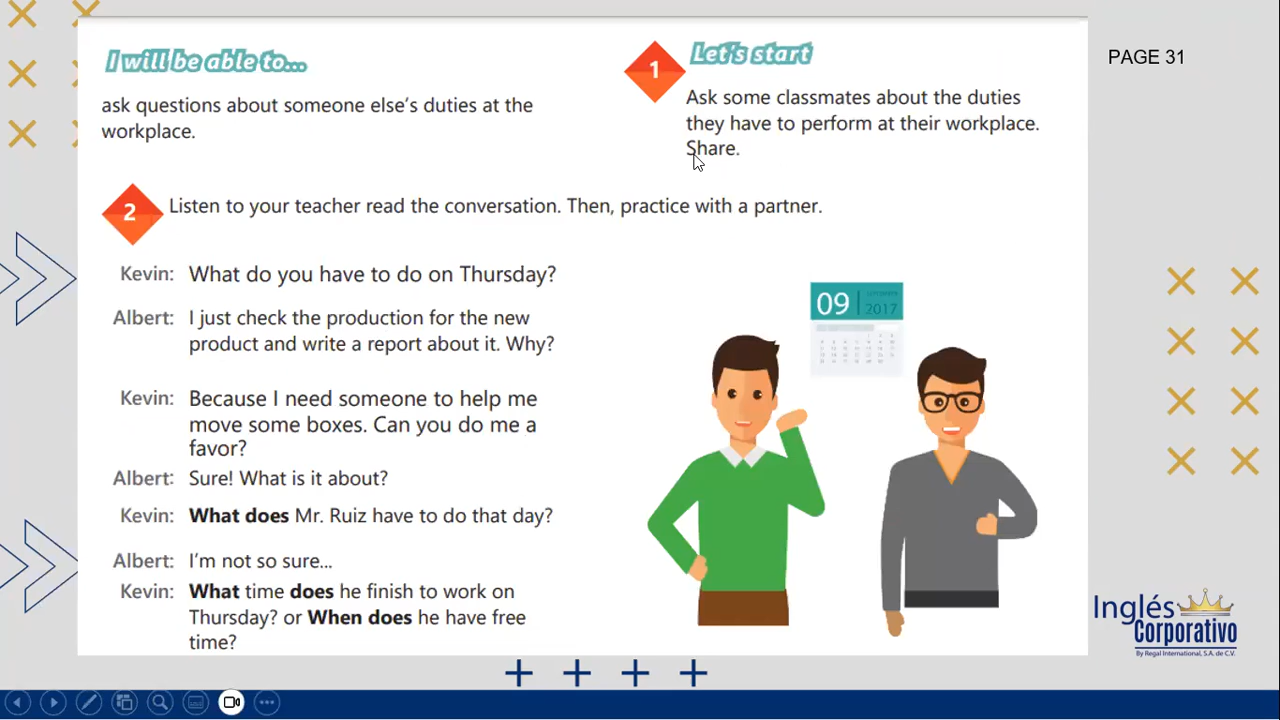 I will be able to...
ask questions about someone else's duties at the
workplace.
1
Let's start
Ask some classmates about the duties
they have to perform at their workplace.
Share.
PAGE 31
2
Listen to your teacher read the conversation. Then, practice with a partner.
Kevin: What do you have to do on Thursday?
Albert: I just check the production for the new
product and write a report about it. Why?
Kevin: Because I need someone to help me
move some boxes. Can you do me a
favor?
Albert: Sure! What is it about?
Kevin: What does Mr. Ruiz have to do that day?
Albert: I'm not so sure...
Kevin: What time does he finish to work on
Thursday? or When does he have free
time?
09
2017
Inglés
Corporativo
By Regal International, S.A. de C.V.